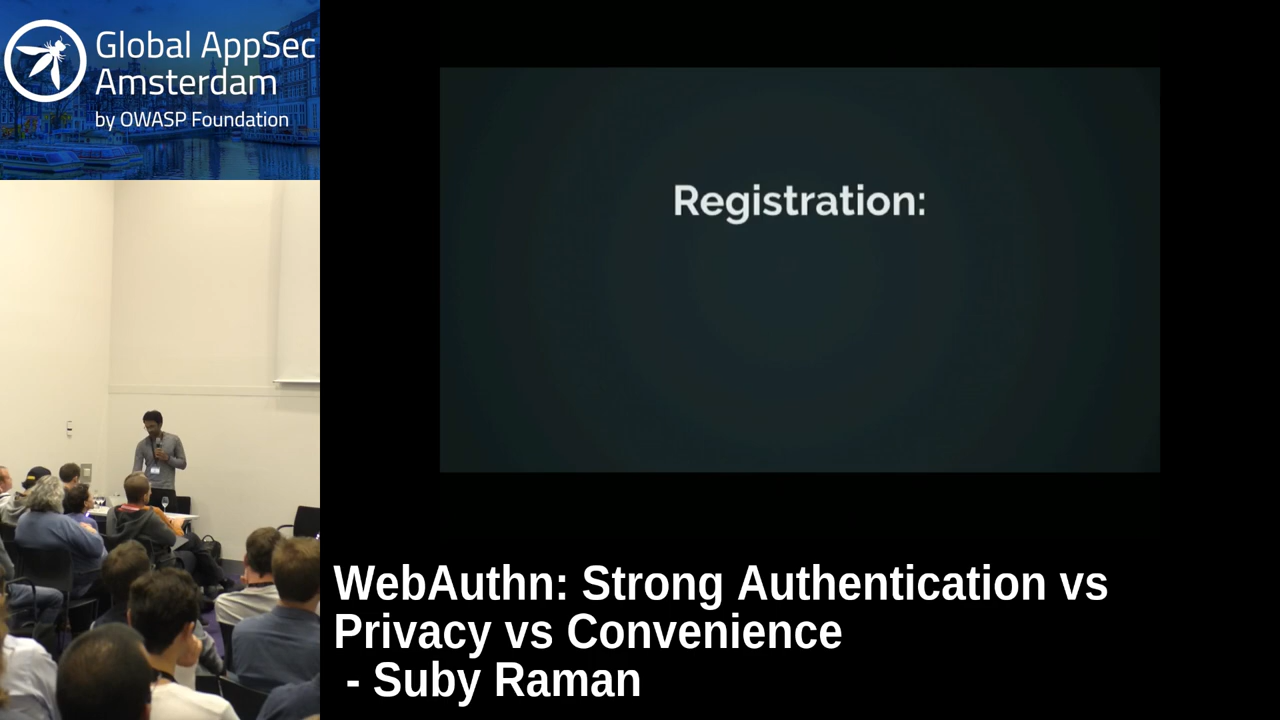 Global AppSec
Amsterdam
by OWASP Foundation
Registration:
WebAuthn: Strong Authentication vs
Privacy vs Convenience
- Suby Raman